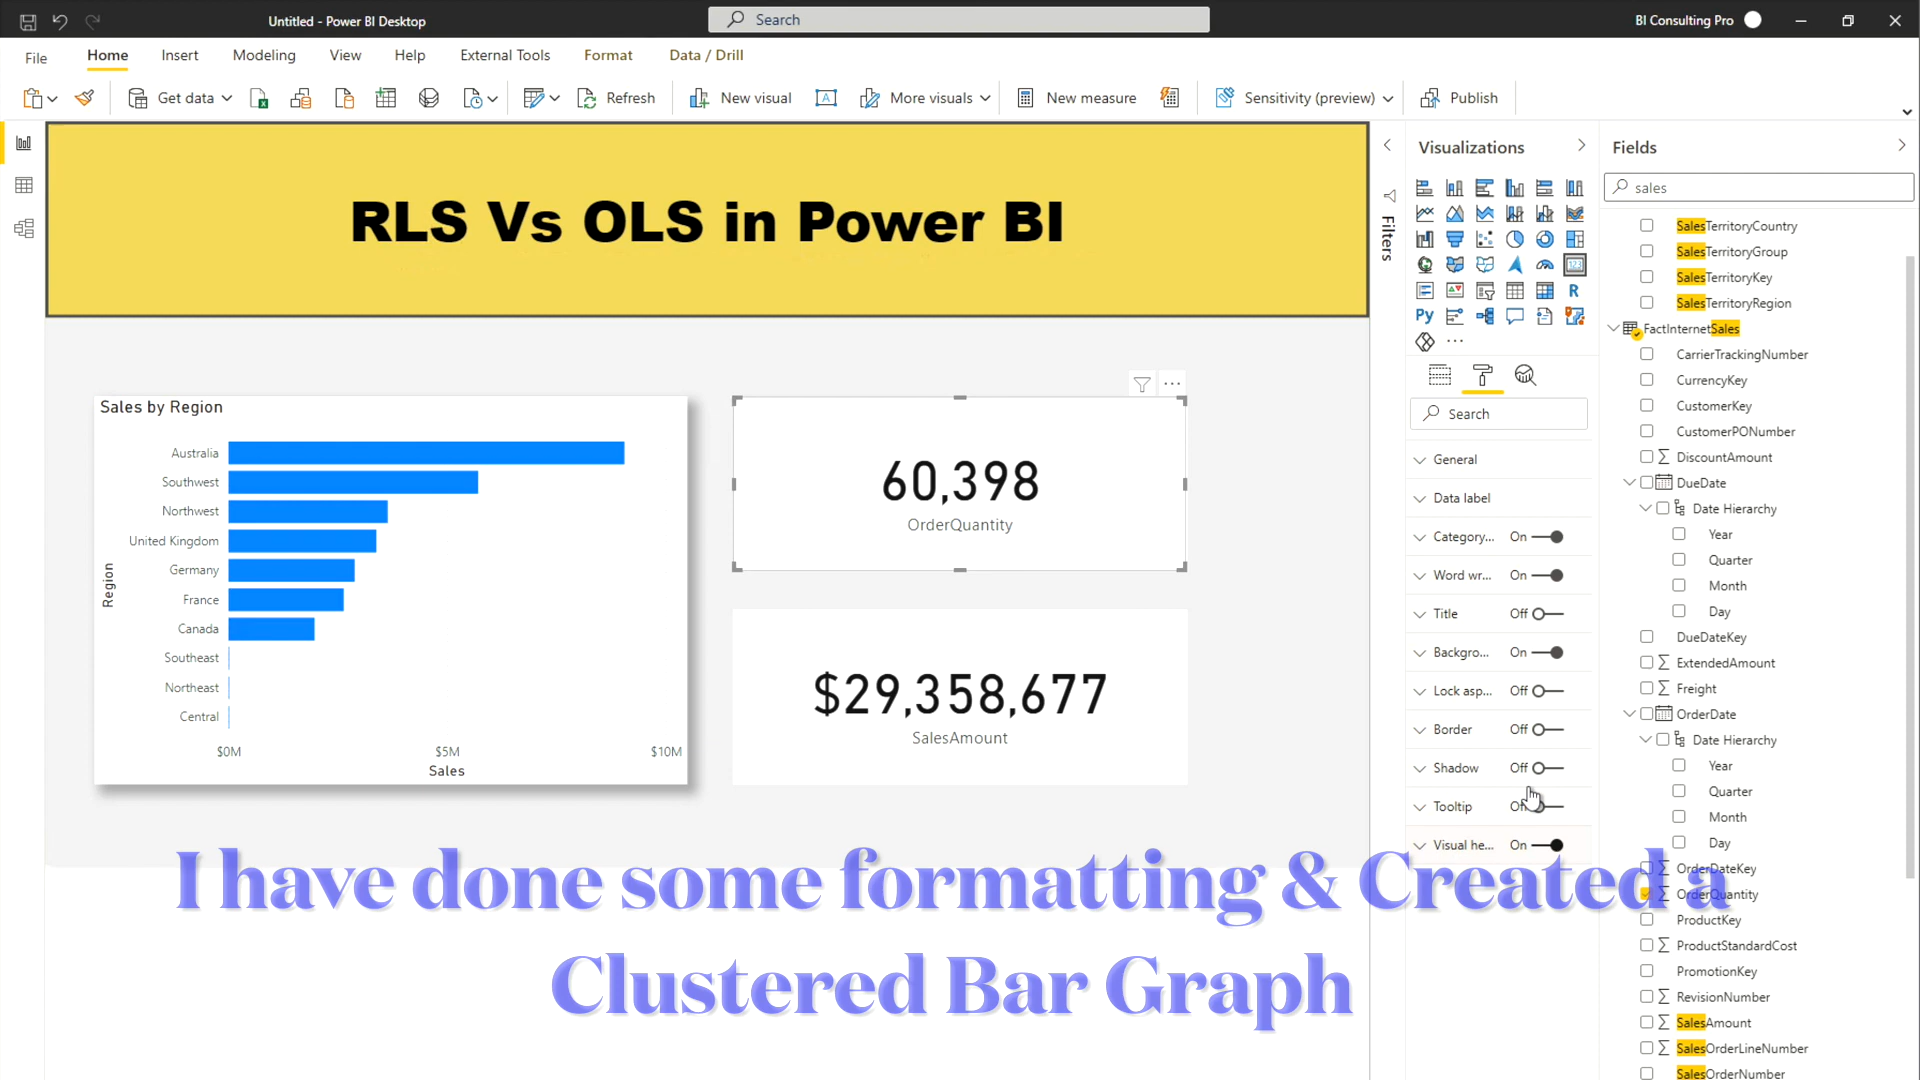 Untitled - Power BI Desktop
Search
BI Consulting Pro
File
Home
Insert
Modeling
View
Help
External Tools
Format
Data / Drill
Get data
Refresh
New visual
More visuals
New measure
Sensitivity (preview)
Publish
RLS Vs OLS in Power BI
Sales by Region
Region
Australia
Southwest
Northwest
United Kingdom
Germany
France
Canada
Southeast
Northeast
Central
$0M
$5M
$10M
Sales
60,398
OrderQuantity
$29,358,677
SalesAmount
I have done some formatting & Created a
Clustered Bar Graph
Filters
Visualizations
Py
R
Search
General
Data label
Category... On
Word wr... On
Title Off
Backgro... On
Lock asp... Off
Border Off
Shadow Off
Tooltip
Visual he... On
Fields
sales
SalesTerritoryCountry
SalesTerritoryGroup
SalesTerritoryKey
SalesTerritoryRegion
FactInternetSales
CarrierTrackingNumber
CurrencyKey
CustomerKey
CustomerPONumber
DiscountAmount
DueDate
Date Hierarchy
Year
Quarter
Month
Day
DueDateKey
ExtendedAmount
Freight
OrderDate
Date Hierarchy
Year
Quarter
Month
Day
OrderDateKey
OrderQuantity
ProductKey
ProductStandardCost
PromotionKey
RevisionNumber
SalesAmount
SalesOrderLineNumber
SalesOrderNumber